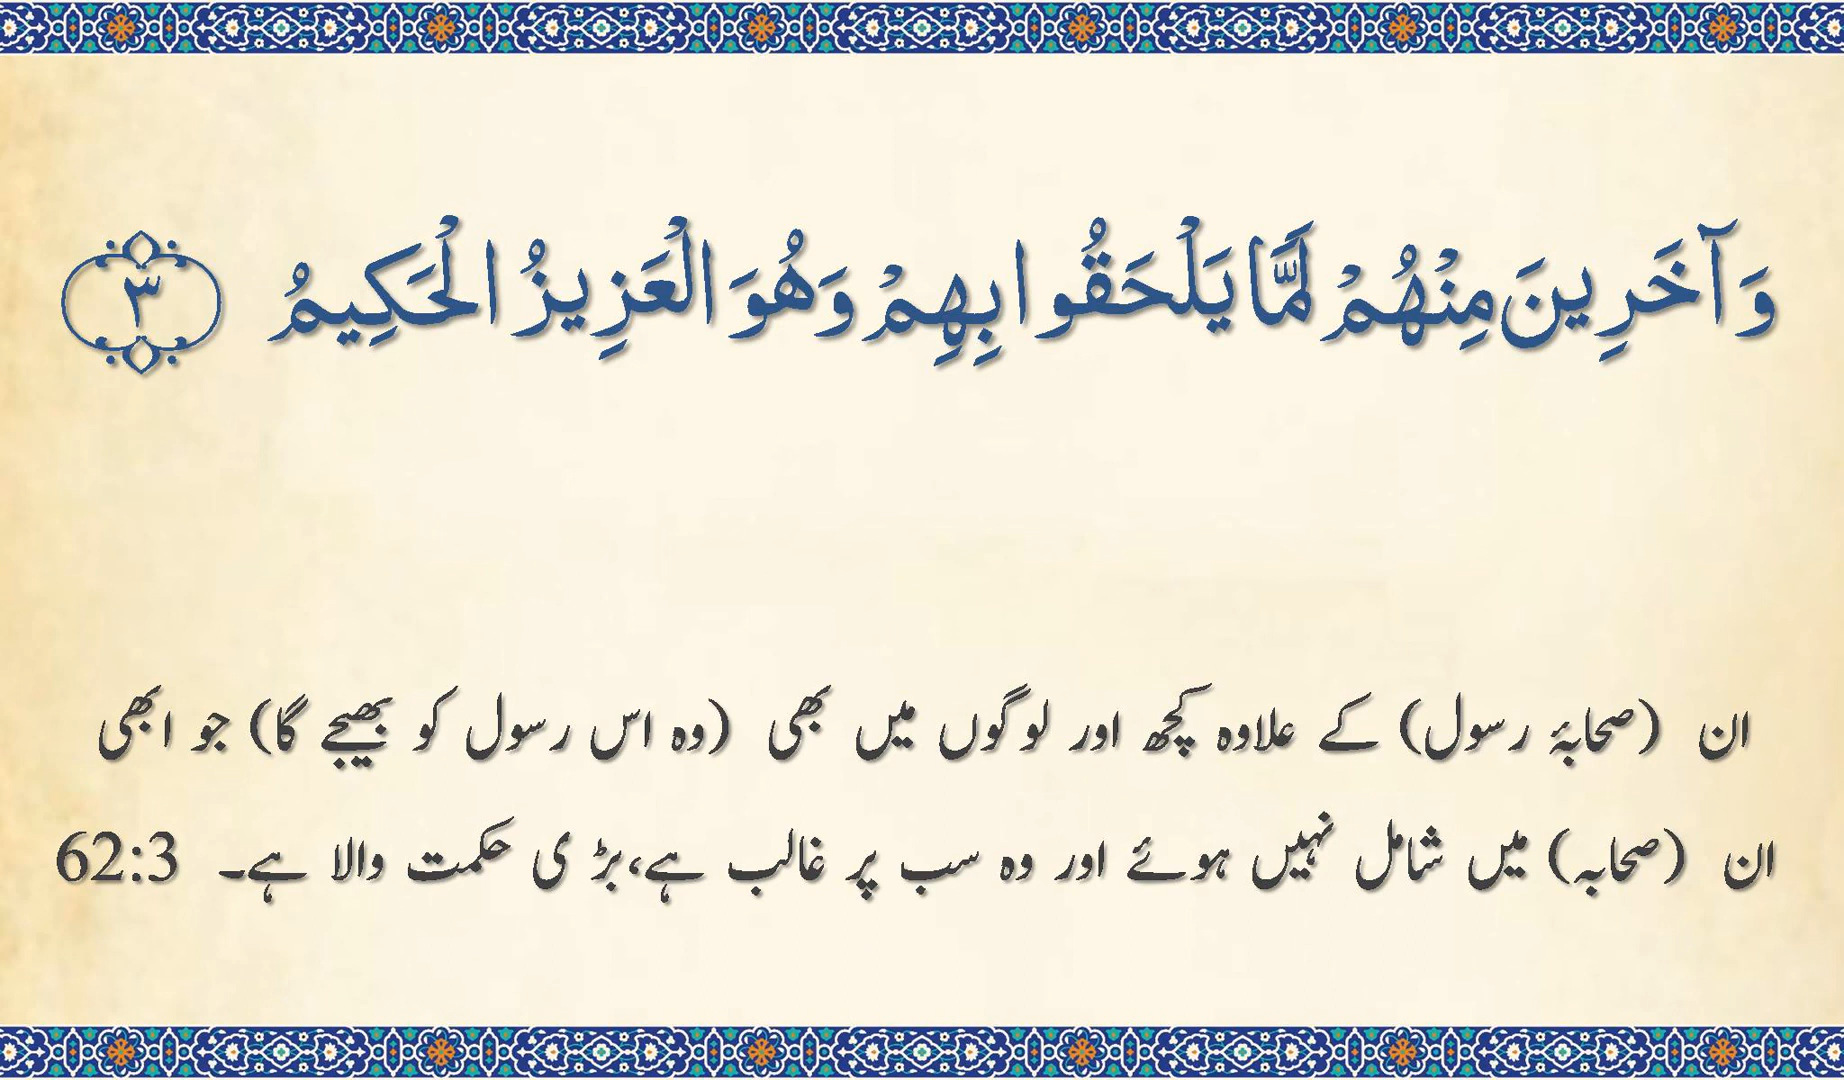 وَآخَرِينَ مِنْهُمْ لَمَّا يَلْحَقُوا بِهِمْ وَهُوَ الْعَزِيزُ الْحَكِيمُ ۝٣
ان (صحابۂ رسول) کے علاوہ کچھ اور لوگوں میں بھی (وہ اس رسول کو بھیجے گا) جو ابھی
ان (صحابہ) میں شامل نہیں ہوئے اور وہ سب پر غالب ہے،بڑ ی حکمت والا ہے۔ 62:3